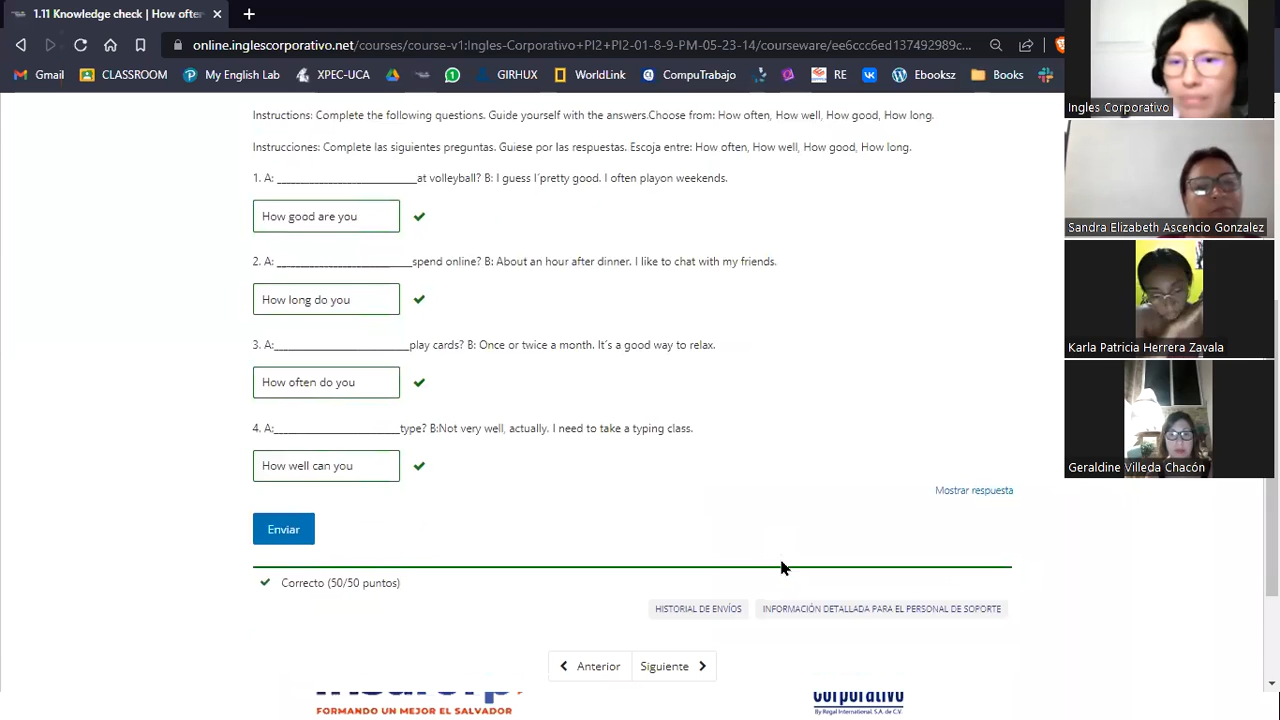 1.11 Knowledge check | How often
online.inglescorporativo.net/courses/course-v1:Ingles-Corporativo+PI2+PI2-01-8-9-PM-05-23-14/courseware/ee6ccc6ed137492989c...
Gmail CLASSROOM My English Lab XPEC-UCA GIRHUX WorldLink CompuTrabajo RE Ebooksz Books
Instructions: Complete the following questions. Guide yourself with the answers.Choose from: How often, How well, How good, How long.
Instrucciones: Complete las siguientes preguntas. Guiese por las respuestas. Escoja entre: How often, How well, How good, How long.
1. A: ____________________________at volleyball? B: I guess I´pretty good. I often playon weekends.
How good are you
2. A: ___________________________spend online? B: About an hour after dinner. I like to chat with my friends.
How long do you
3. A:___________________________play cards? B: Once or twice a month. It´s a good way to relax.
How often do you
4. A:_________________________type? B:Not very well, actually. I need to take a typing class.
How well can you
Mostrar respuesta
Enviar
Correcto (50/50 puntos)
HISTORIAL DE ENVÍOS INFORMACIÓN DETALLADA PARA EL PERSONAL DE SOPORTE
Anterior Siguiente
FORMANDO UN MEJOR EL SALVADOR
corporativo
By Regal International, S.A. de C.V.
Ingles Corporativo
Sandra Elizabeth Ascencio Gonzalez
Karla Patricia Herrera Zavala
Geraldine Villeda Chacón